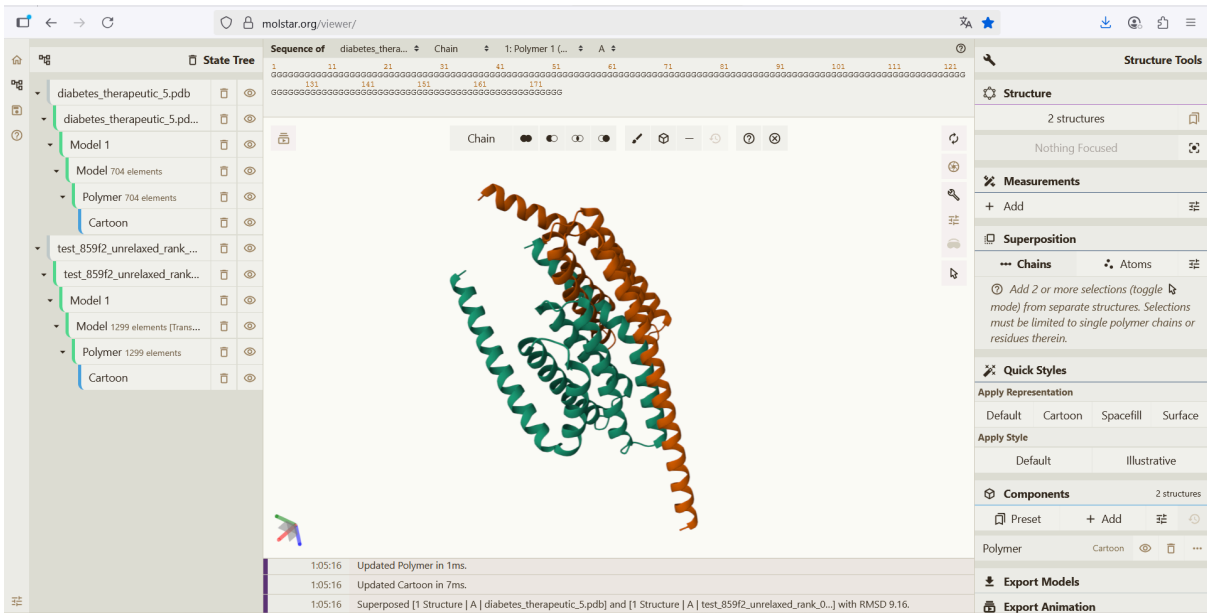 molstar.org/viewer/
State Tree
diabetes_therapeutic_5.pdb
diabetes_therapeutic_5.pd...
Model 1
Model 704 elements
Polymer 704 elements
Cartoon
test_859f2_unrelaxed_rank_...
test_859f2_unrelaxed_rank...
Model 1
Model 1299 elements [Trans...
Polymer 1299 elements
Cartoon
Sequence of diabetes_thera... Chain 1: Polymer 1 (... A
1 11 21 31 41 51 61 71 81 91 101 111 121
131 141 151 161 171
Chain
1:05:16 Updated Polymer in 1ms.
1:05:16 Updated Cartoon in 7ms.
1:05:16 Superposed [1 Structure | A | diabetes_therapeutic_5.pdb] and [1 Structure | A | test_859f2_unrelaxed_rank_0...] with RMSD 9.16.
Structure Tools
Structure
2 structures
Nothing Focused
Measurements
+ Add
Superposition
Chains Atoms
Add 2 or more selections (toggle
mode) from separate structures. Selections
must be limited to single polymer chains or
residues therein.
Quick Styles
Apply Representation
Default Cartoon Spacefill Surface
Apply Style
Default Illustrative
Components 2 structures
Preset + Add
Polymer Cartoon
Export Models
Export Animation